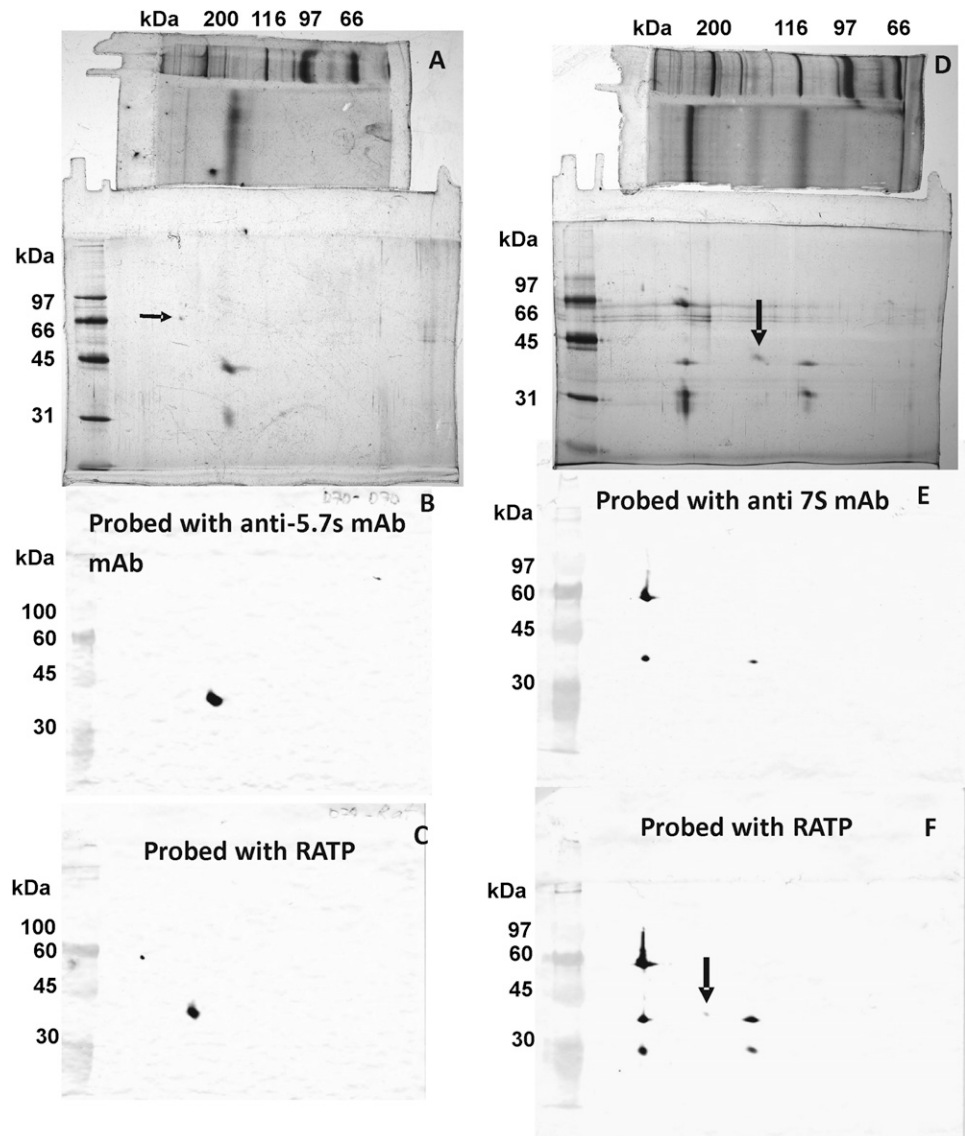 kDa 200 116 97 66
A
kDa
97
66
45
31
B
Probed with anti-5.7s mAb
mAb
kDa
100
60
45
30
C
Probed with RATP
kDa
100
60
45
30
kDa 200 116 97 66
D
kDa
97
66
45
31
Probed with anti 7S mAb E
kDa
97
60
45
30
Probed with RATP F
kDa
97
60
45
30